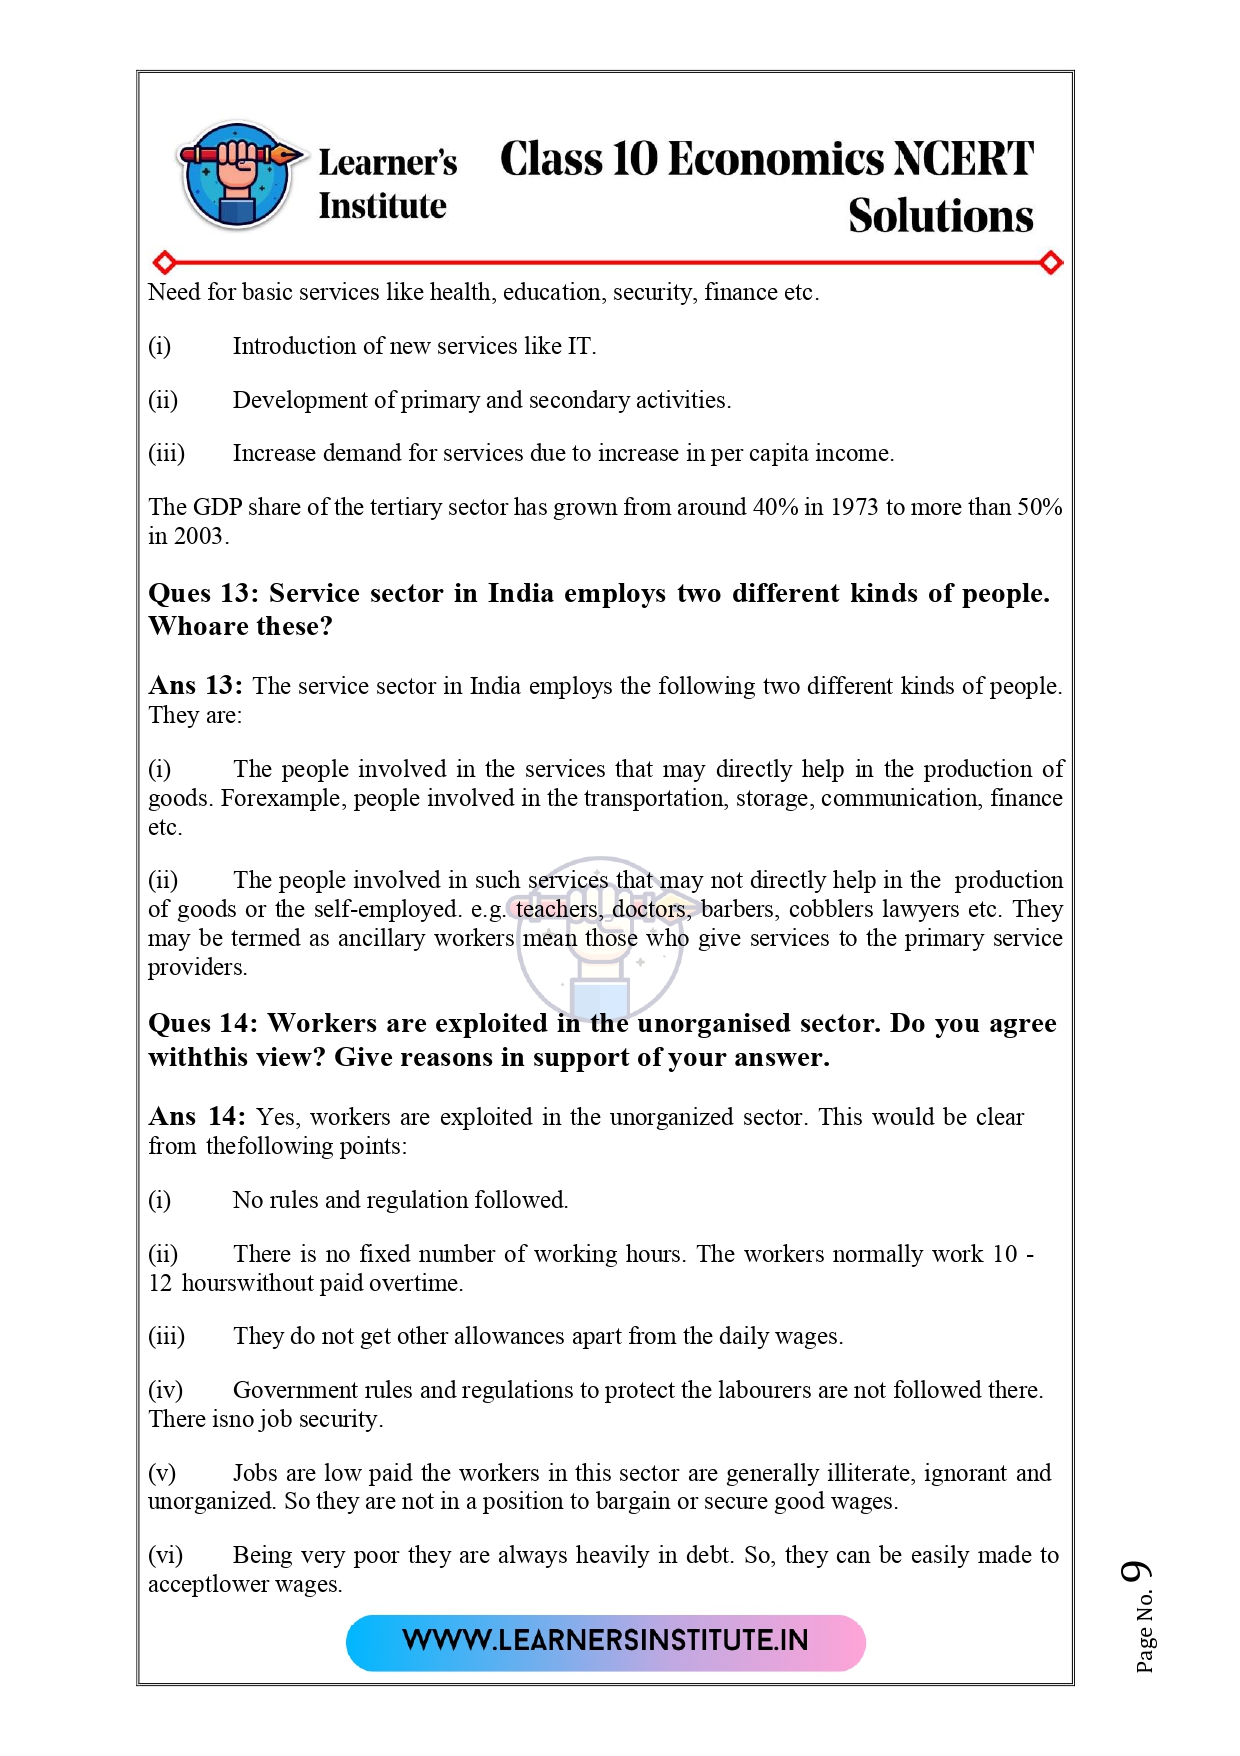 Learner's
Institute
Class 10 Economics NCERT
Solutions
Need for basic services like health, education, security, finance etc.
(i) Introduction of new services like IT.
(ii) Development of primary and secondary activities.
(iii) Increase demand for services due to increase in per capita income.
The GDP share of the tertiary sector has grown from around 40% in 1973 to more than 50%
in 2003.
Ques 13: Service sector in India employs two different kinds of people.
Whoare these?
Ans 13: The service sector in India employs the following two different kinds of people.
They are:
(i) The people involved in the services that may directly help in the production of
goods. Forexample, people involved in the transportation, storage, communication, finance
etc.
(ii) The people involved in such services that may not directly help in the production
of goods or the self-employed. e.g. teachers, doctors, barbers, cobblers lawyers etc. They
may be termed as ancillary workers mean those who give services to the primary service
providers.
Ques 14: Workers are exploited in the unorganised sector. Do you agree
withthis view? Give reasons in support of your answer.
Ans 14: Yes, workers are exploited in the unorganized sector. This would be clear
from thefollowing points:
(i) No rules and regulation followed.
(ii) There is no fixed number of working hours. The workers normally work 10 -
12 hourswithout paid overtime.
(iii) They do not get other allowances apart from the daily wages.
(iv) Government rules and regulations to protect the labourers are not followed there.
There isno job security.
(v) Jobs are low paid the workers in this sector are generally illiterate, ignorant and
unorganized. So they are not in a position to bargain or secure good wages.
(vi) Being very poor they are always heavily in debt. So, they can be easily made to
acceptlower wages.
WWW.LEARNERSINSTITUTE.IN
Page No. 9